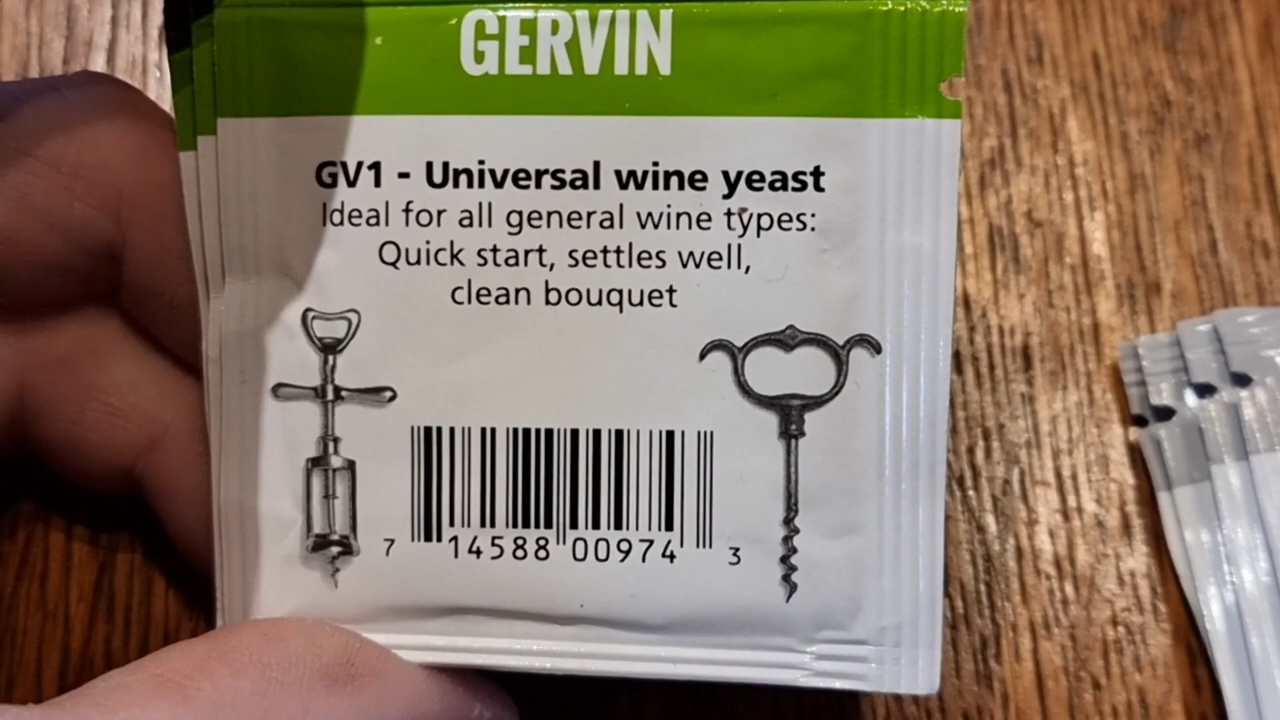 GERVIN
GV1 - Universal wine yeast
Ideal for all general wine types:
Quick start, settles well,
clean bouquet
7 14588 00974 3